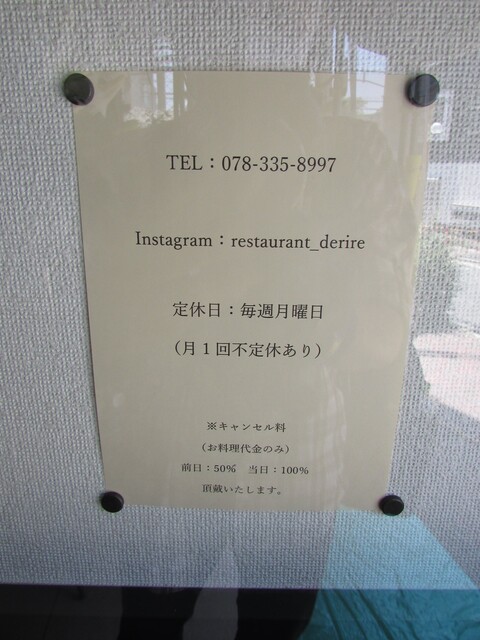 TEL：078-335-8997
Instagram：restaurant_derire
定休日：毎週月曜日
（月１回不定休あり）
※キャンセル料
（お料理代金のみ）
前日：50%　当日：100%
頂戴いたします。